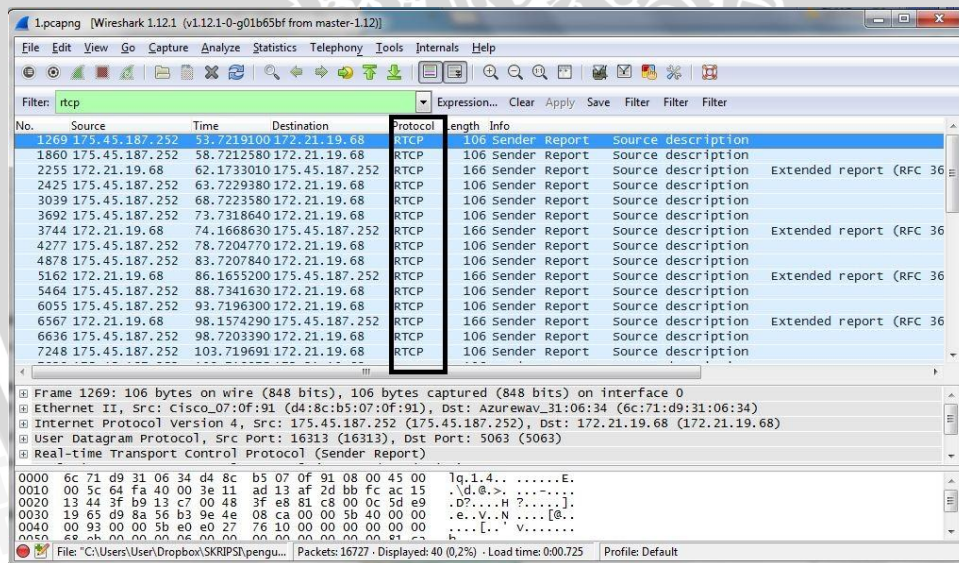 1.pcapng [Wireshark 1.12.1 (v1.12.1-0-g01b65bf from master-1.12)]
File Edit View Go Capture Analyze Statistics Telephony Tools Internals Help
Filter: rtcp Expression... Clear Apply Save Filter Filter Filter
No. Source Time Destination Protocol Length Info
1269 175.45.187.252 53.7219100 172.21.19.68 RTCP 106 Sender Report Source description
1860 175.45.187.252 58.7212580 172.21.19.68 RTCP 106 Sender Report Source description
2255 172.21.19.68 62.1733010 175.45.187.252 RTCP 166 Sender Report Source description Extended report (RFC 36
2425 175.45.187.252 63.7229380 172.21.19.68 RTCP 106 Sender Report Source description
3039 175.45.187.252 68.7223580 172.21.19.68 RTCP 106 Sender Report Source description
3692 175.45.187.252 73.7318640 172.21.19.68 RTCP 106 Sender Report Source description
3744 172.21.19.68 74.1668630 175.45.187.252 RTCP 166 Sender Report Source description Extended report (RFC 36
4277 175.45.187.252 78.7204770 172.21.19.68 RTCP 106 Sender Report Source description
4878 175.45.187.252 83.7207840 172.21.19.68 RTCP 106 Sender Report Source description
5162 172.21.19.68 86.1655200 175.45.187.252 RTCP 166 Sender Report Source description Extended report (RFC 36
5464 175.45.187.252 88.7341630 172.21.19.68 RTCP 106 Sender Report Source description
6055 175.45.187.252 93.7196300 172.21.19.68 RTCP 106 Sender Report Source description
6567 172.21.19.68 98.1574290 175.45.187.252 RTCP 166 Sender Report Source description Extended report (RFC 36
6636 175.45.187.252 98.7203390 172.21.19.68 RTCP 106 Sender Report Source description
7248 175.45.187.252 103.719691 172.21.19.68 RTCP 106 Sender Report Source description
Frame 1269: 106 bytes on wire (848 bits), 106 bytes captured (848 bits) on interface 0
Ethernet II, Src: Cisco_07:0f:91 (d4:8c:b5:07:0f:91), Dst: Azurewav_31:06:34 (6c:71:d9:31:06:34)
Internet Protocol Version 4, Src: 175.45.187.252 (175.45.187.252), Dst: 172.21.19.68 (172.21.19.68)
User Datagram Protocol, Src Port: 16313 (16313), Dst Port: 5063 (5063)
Real-time Transport Control Protocol (Sender Report)
0000 6c 71 d9 31 06 34 d4 8c b5 07 0f 91 08 00 45 00 lq.1.4.. ......E.
0010 00 5c 64 fa 40 00 3e 11 ad 13 af 2d bb fc ac 15 .\d.@.>. ...-....
0020 13 44 3f b9 13 c7 00 48 3f e8 81 c8 00 0c 5d e9 .D?....H ?.....].
0030 19 65 d9 8a 56 b3 9e 4e 08 ca 00 00 5b 40 00 00 .e..V..N ....[@..
0040 00 93 00 00 5b e0 e0 27 76 10 00 00 00 00 00 00 ....[..' v.......
File: "C:\Users\User\Dropbox\SKRIPSI\pengu... Packets: 16727 · Displayed: 40 (0,2%) · Load time: 0:00.725 Profile: Default